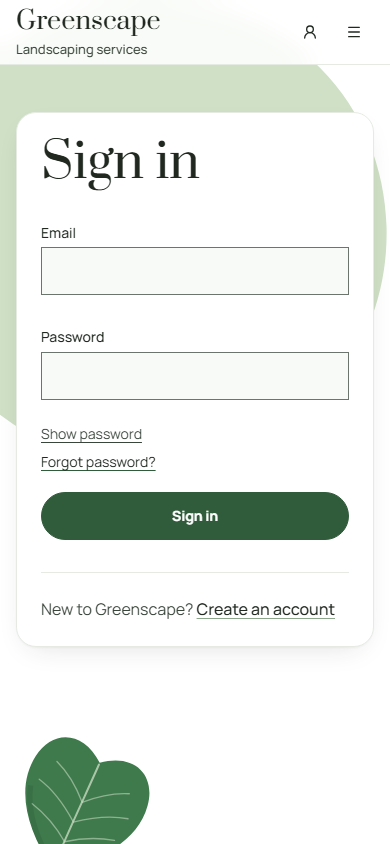 Greenscape
Landscaping services
Sign in
Email
Password
Show password
Forgot password?
Sign in
New to Greenscape? Create an account